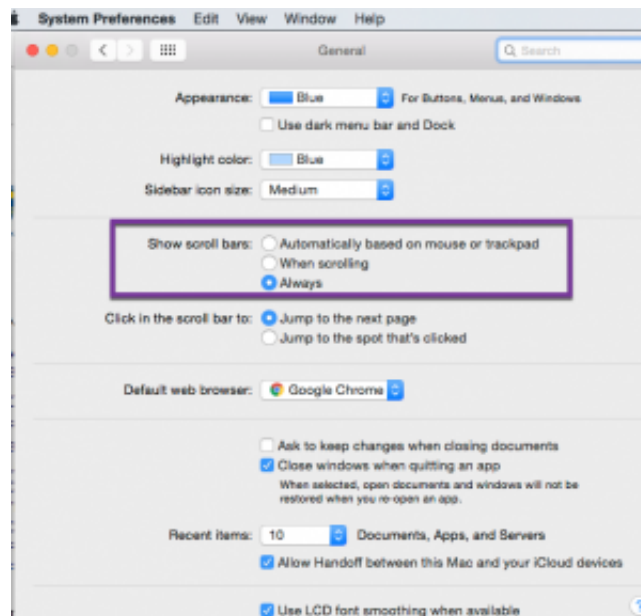 System Preferences Edit View Window Help
General
Search
Appearance: Blue For Buttons, Menus, and Windows
Use dark menu bar and Dock
Highlight color: Blue
Sidebar icon size: Medium
Show scroll bars: Automatically based on mouse or trackpad
When scrolling
Always
Click in the scroll bar to: Jump to the next page
Jump to the spot that's clicked
Default web browser: Google Chrome
Ask to keep changes when closing documents
Close windows when quitting an app
When selected, open documents and windows will not be
restored when you re-open an app.
Recent items: 10 Documents, Apps, and Servers
Allow Handoff between this Mac and your iCloud devices
Use LCD font smoothing when available